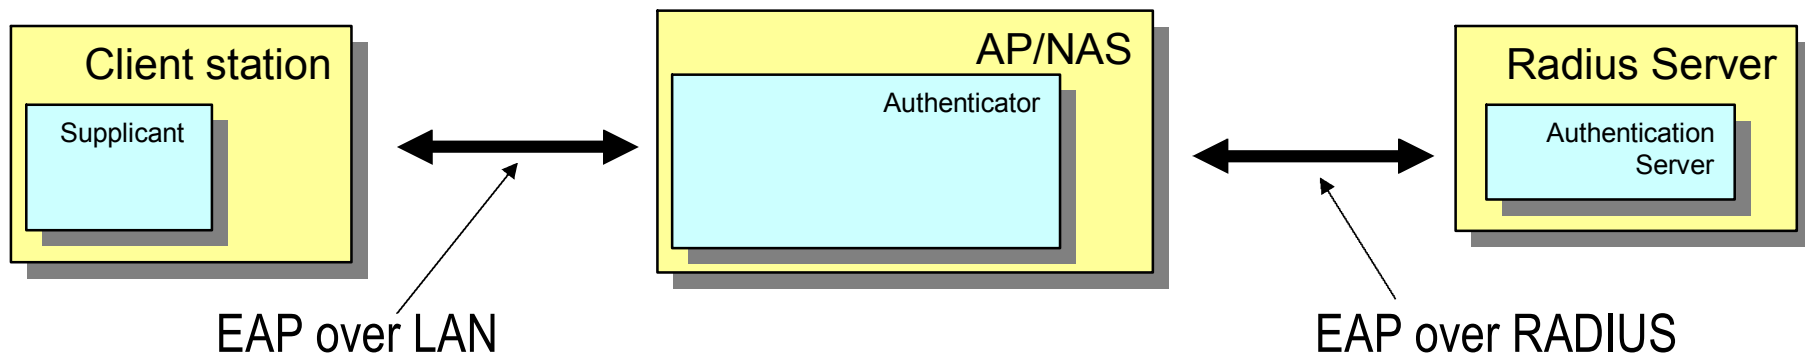 Client station
Supplicant
AP/NAS
Authenticator
Radius Server
Authentication
Server
EAP over LAN
EAP over RADIUS